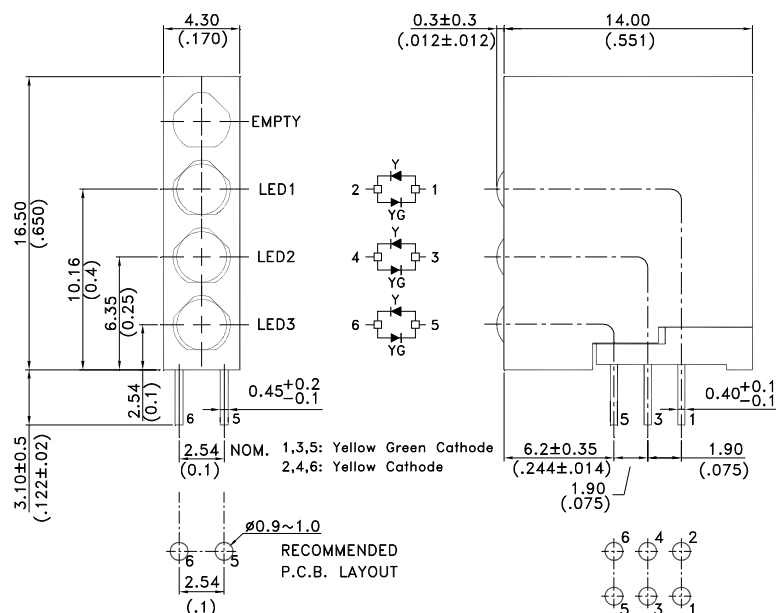 4.30
(.170)
0.3±0.3
(.012±.012)
14.00
(.551)
EMPTY
LED1
LED2
LED3
16.50
(.650)
10.16
(0.4)
6.35
(0.25)
2.54
(0.1)
3.10±0.5
(.122±.02)
Y
2 1
YG
Y
4 3
YG
Y
6 5
YG
0.45+0.2
-0.1
0.40+0.1
-0.1
6 5
5 3 1
2.54 NOM.
(0.1)
1,3,5: Yellow Green Cathode
2,4,6: Yellow Cathode
6.2±0.35
(.244±.014)
1.90
(.075)
1.90
(.075)
ø0.9~1.0
6 5
RECOMMENDED
P.C.B. LAYOUT
2.54
(.1)
6 4 2
5 3 1